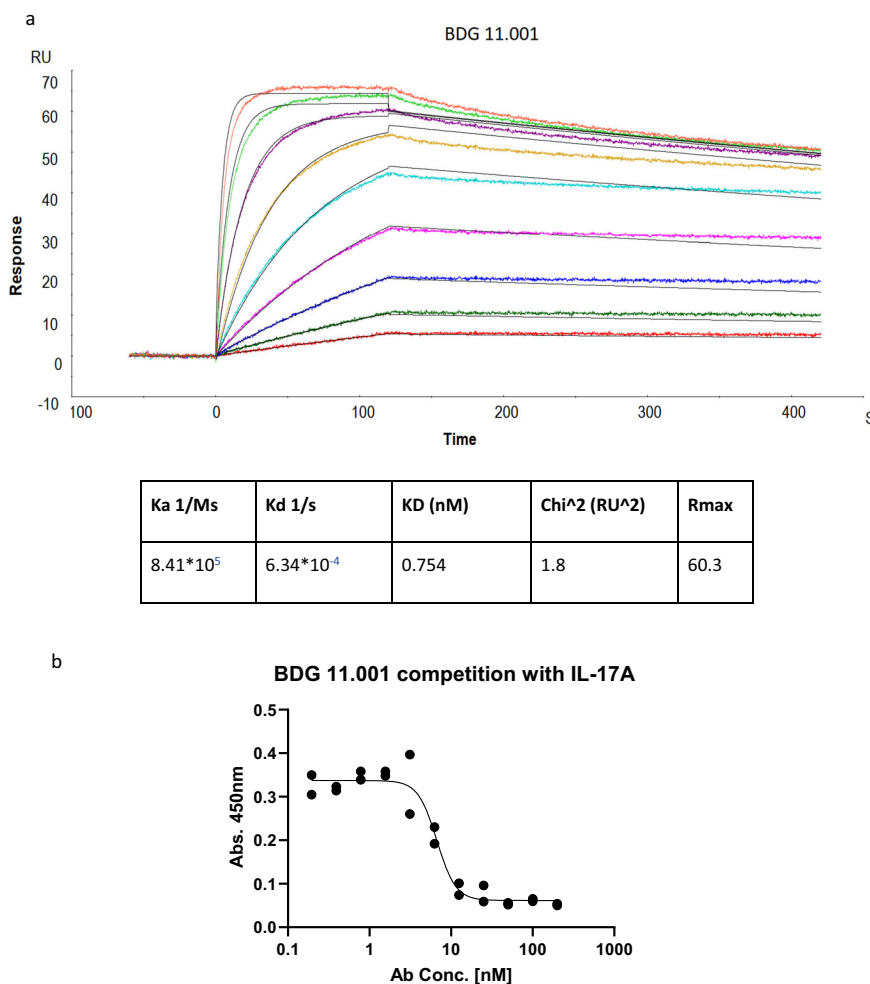 a
BDG 11.001
RU
70
60
50
40
30
20
10
0
-10
Response
100 0 100 200 300 400 S
Time
Ka 1/Ms Kd 1/s KD (nM) Chi^2 (RU^2) Rmax
8.41*10⁵ 6.34*10⁻⁴ 0.754 1.8 60.3
b
BDG 11.001 competition with IL-17A
0.5
0.4
0.3
0.2
0.1
0.0
Abs. 450nm
0.1 1 10 100 1000
Ab Conc. [nM]